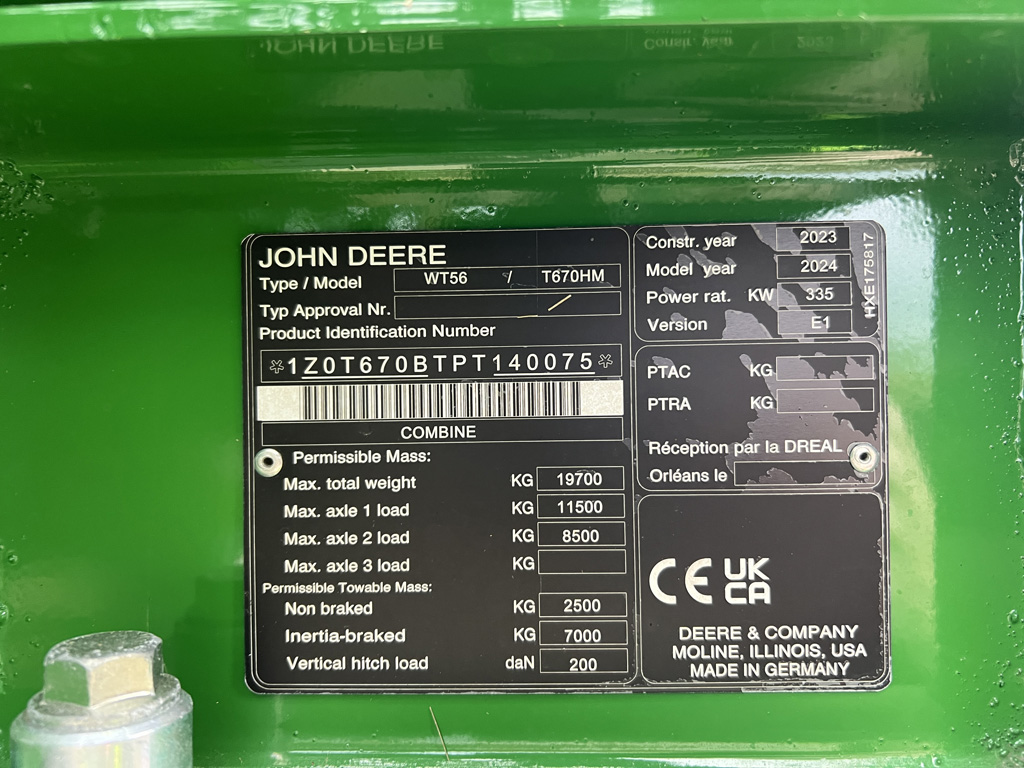 JOHN DEERE
Type / Model WT56 / T670HM
Typ Approval Nr. /
Product Identification Number
*1Z0T670BTPT140075*
COMBINE
Permissible Mass:
Max. total weight KG 19700
Max. axle 1 load KG 11500
Max. axle 2 load KG 8500
Max. axle 3 load KG
Permissible Towable Mass:
Non braked KG 2500
Inertia-braked KG 7000
Vertical hitch load daN 200
Constr. year 2023
Model year 2024
Power rat. KW 335
Version E1
HXE175817
PTAC KG
PTRA KG
Réception par la DREAL
Orléans le
CE UK
CA
DEERE & COMPANY
MOLINE, ILLINOIS, USA
MADE IN GERMANY